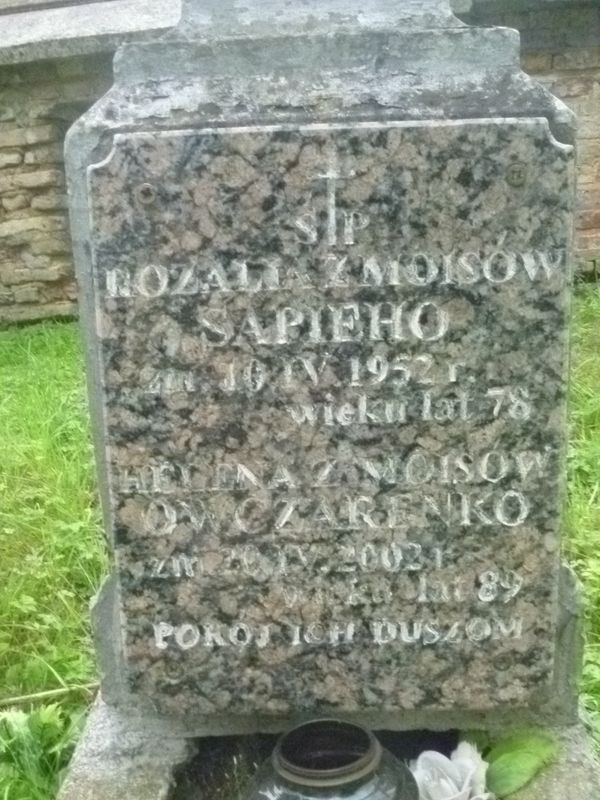 Ś P
ROZALIA Z MOISÓW
SAPIEHO
zm 10 IV 1952 r.
wieku lat 78
HELENA Z MOISÓW
OWCZARENKO
zm 20. IV. 2002 r
wieku lat 89
POKÓJ ICH DUSZOM